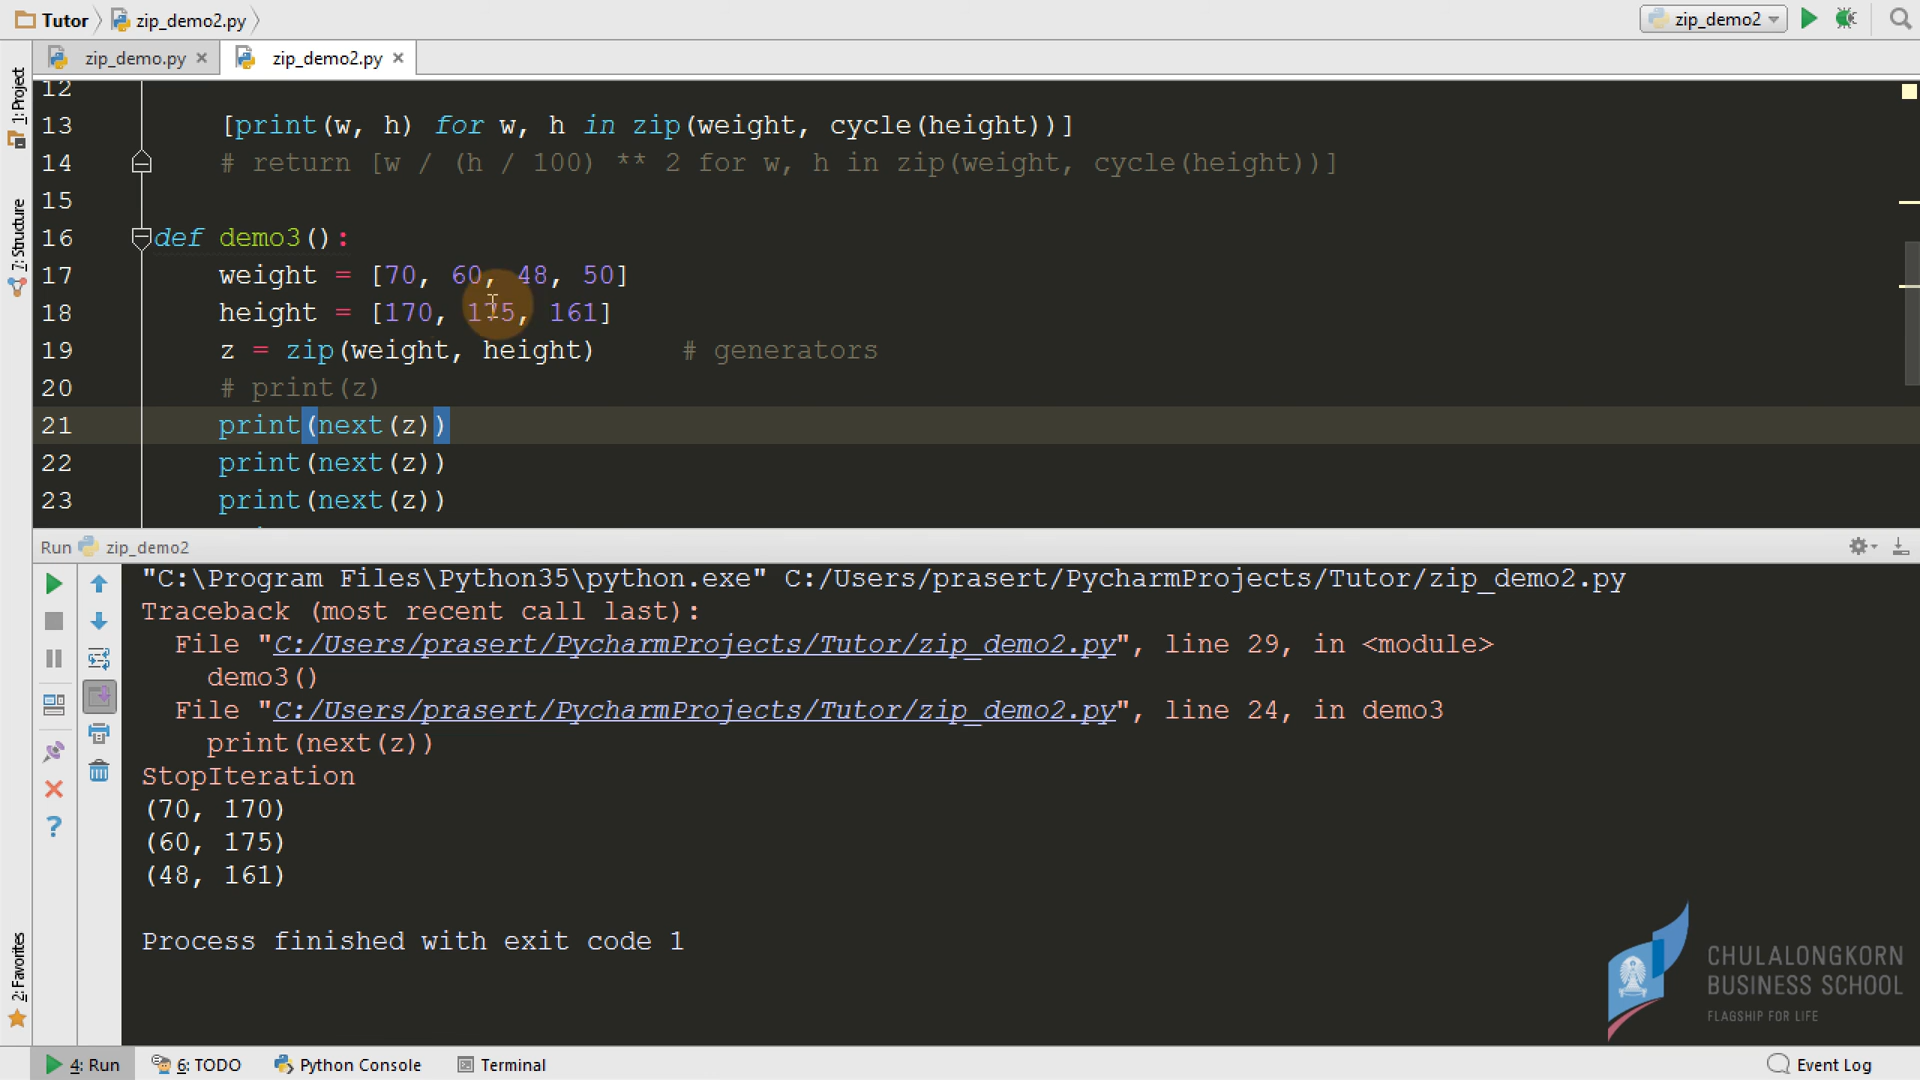 Tutor zip_demo2.py zip_demo2
zip_demo.py zip_demo2.py
1: Project
7: Structure
2: Favorites
12
13 [print(w, h) for w, h in zip(weight, cycle(height))]
14 # return [w / (h / 100) ** 2 for w, h in zip(weight, cycle(height))]
15
16 def demo3():
17 weight = [70, 60, 48, 50]
18 height = [170, 175, 161]
19 z = zip(weight, height) # generators
20 # print(z)
21 print(next(z))
22 print(next(z))
23 print(next(z))
Run zip_demo2
"C:\Program Files\Python35\python.exe" C:/Users/prasert/PycharmProjects/Tutor/zip_demo2.py
Traceback (most recent call last):
File "C:/Users/prasert/PycharmProjects/Tutor/zip_demo2.py", line 29, in <module>
demo3()
File "C:/Users/prasert/PycharmProjects/Tutor/zip_demo2.py", line 24, in demo3
print(next(z))
StopIteration
(70, 170)
(60, 175)
(48, 161)
Process finished with exit code 1
CHULALONGKORN
BUSINESS SCHOOL
FLAGSHIP FOR LIFE
4: Run 6: TODO Python Console Terminal Event Log